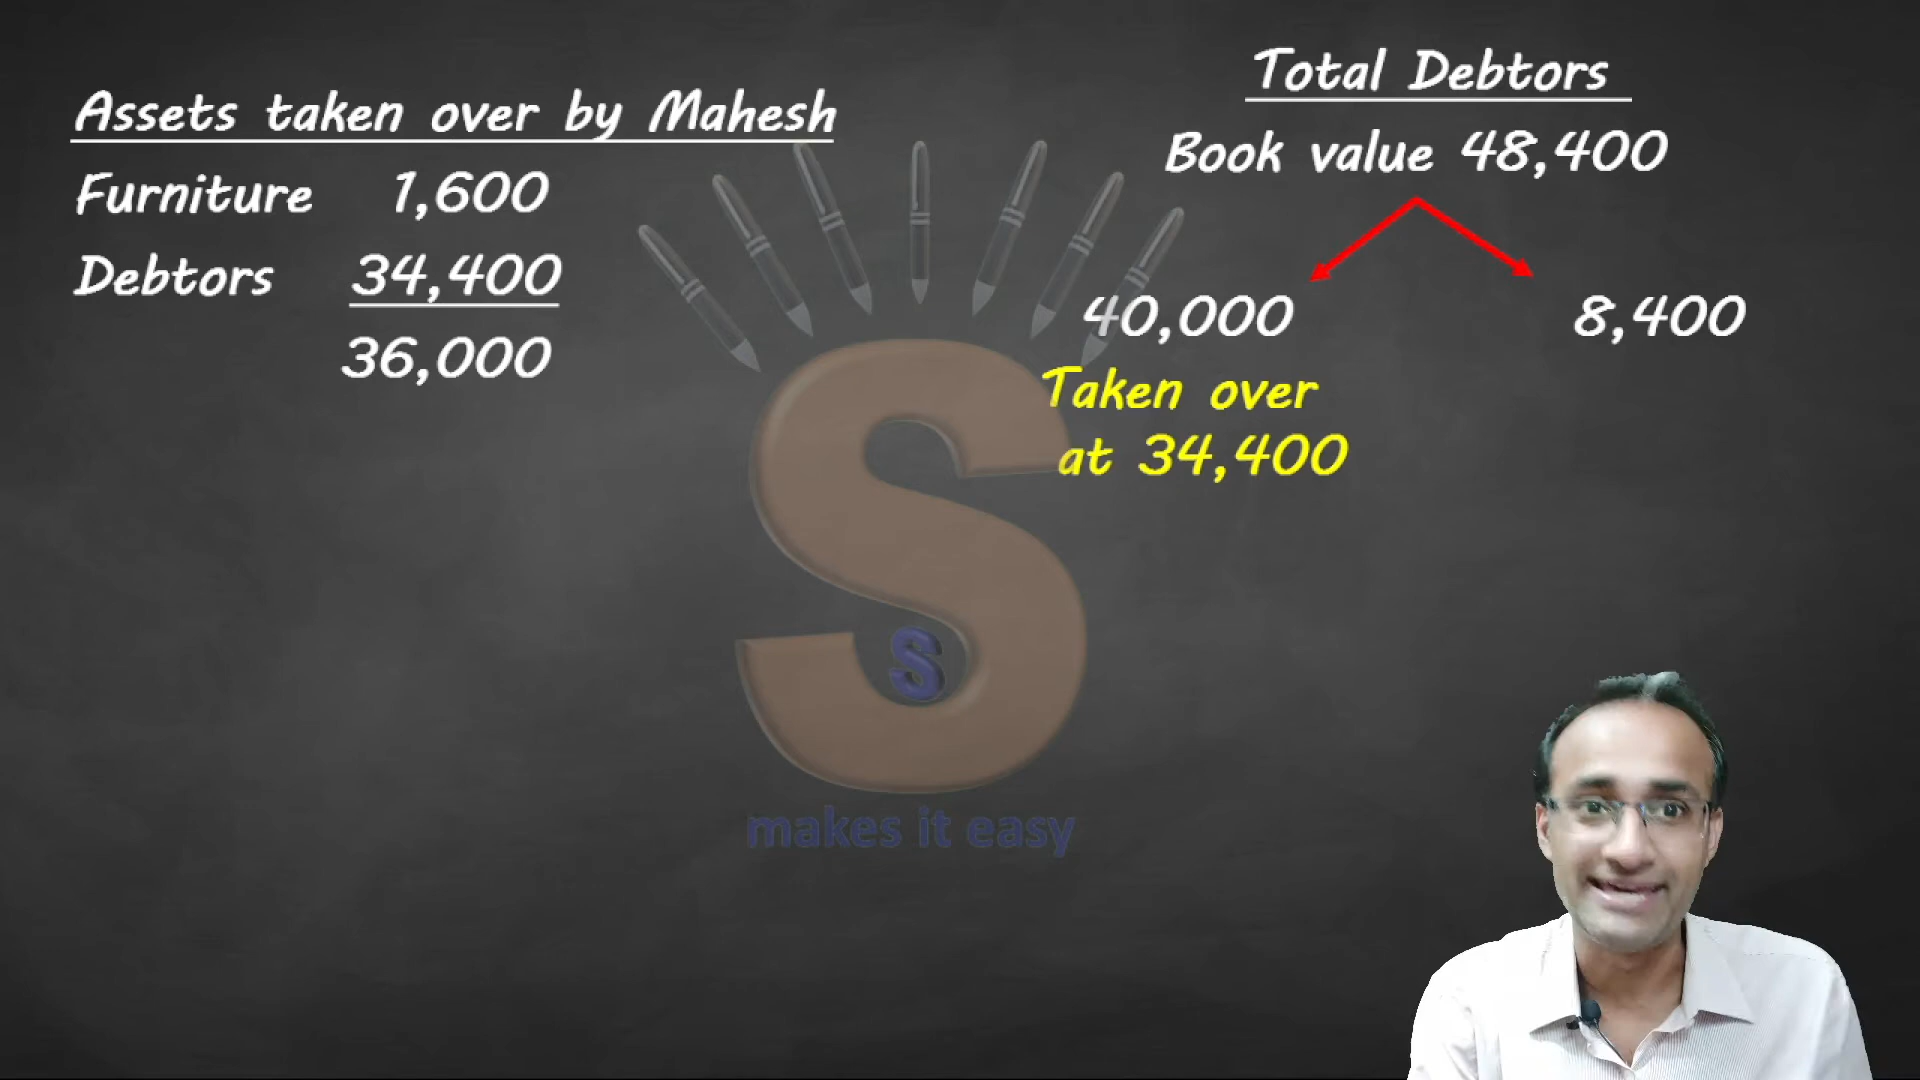 Assets taken over by Mahesh
Furniture 1,600
Debtors 34,400
36,000
Total Debtors
Book value 48,400
40,000 8,400
Taken over
at 34,400
S
s
makes it easy